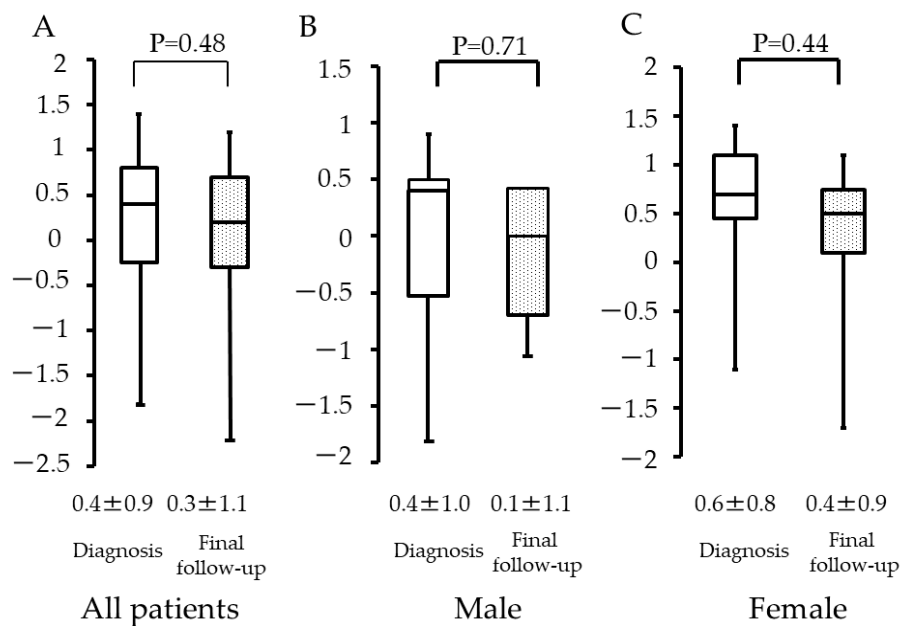 A
P=0.48
2
1.5
1
0.5
0
−0.5
−1
−1.5
−2
−2.5
0.4±0.9 0.3±1.1
Diagnosis Final
follow-up
All patients
B
P=0.71
1.5
1
0.5
0
−0.5
−1
−1.5
−2
0.4±1.0 0.1±1.1
Diagnosis Final
follow-up
Male
C
P=0.44
2
1.5
1
0.5
0
−0.5
−1
−1.5
−2
0.6±0.8 0.4±0.9
Diagnosis Final
follow-up
Female